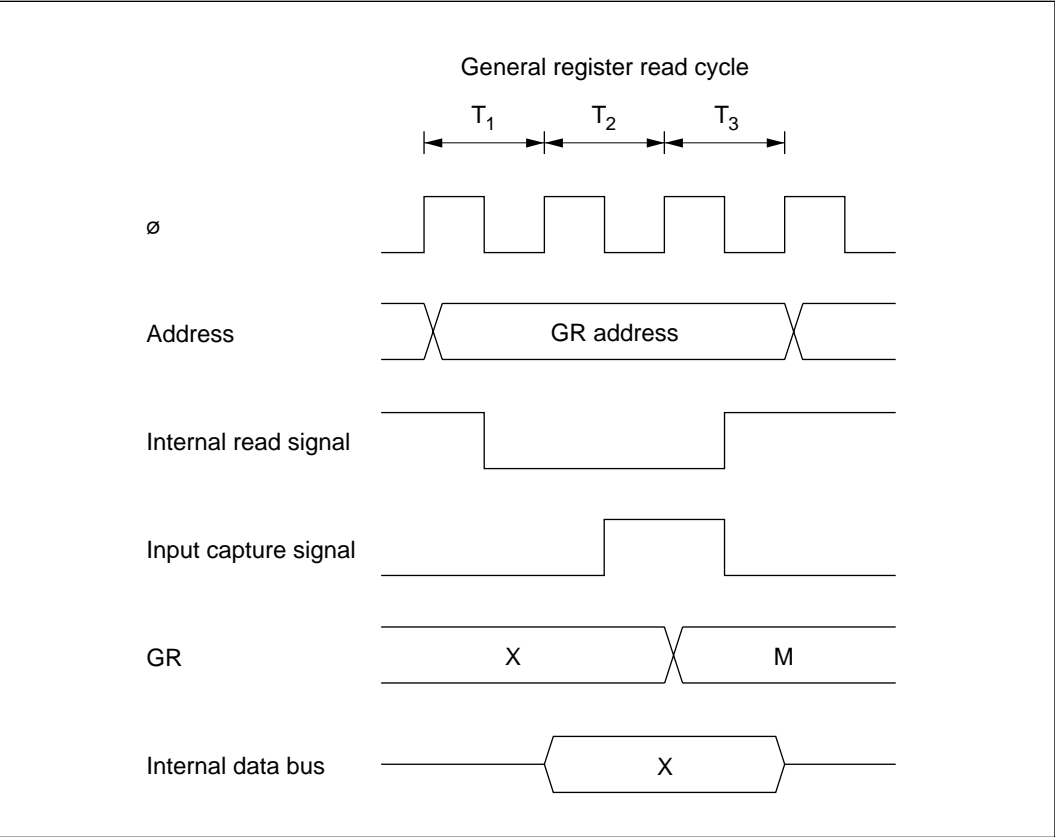 General register read cycle
T₁ T₂ T₃
ø
Address GR address
Internal read signal
Input capture signal
GR X M
Internal data bus X